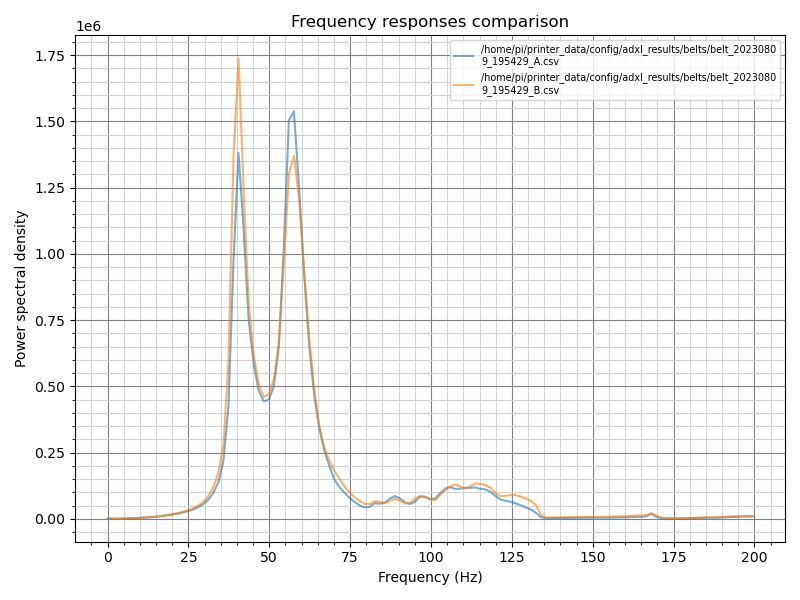 Frequency responses comparison
1e6
/home/pi/printer_data/config/adxl_results/belts/belt_2023080
9_195429_A.csv
/home/pi/printer_data/config/adxl_results/belts/belt_2023080
9_195429_B.csv
1.75
1.50
1.25
1.00
0.75
0.50
0.25
0.00
Power spectral density
0 25 50 75 100 125 150 175 200
Frequency (Hz)